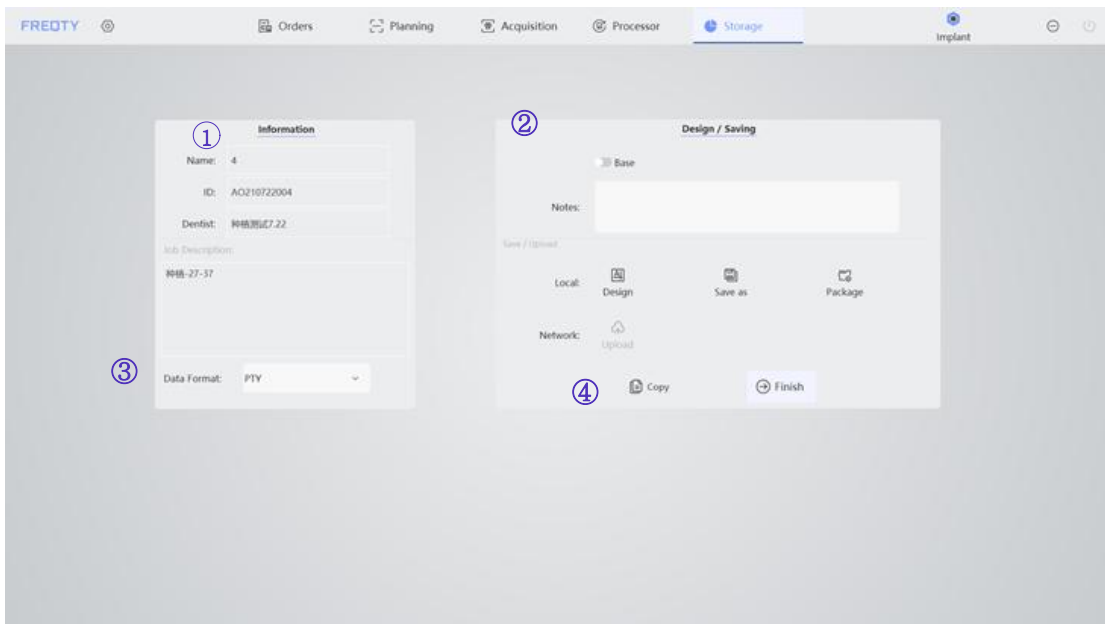 FREQTY Orders Planning Acquisition Processor Storage Implant
① Information
Name: 4
ID: AO210722004
Dentist: 种植测试7.22
Job Description:
种植-27-37
③ Data Format: PTY
② Design / Saving
Base
Notes:
Save / Upload
Local: Design Save as Package
Network: Upload
④ Copy Finish